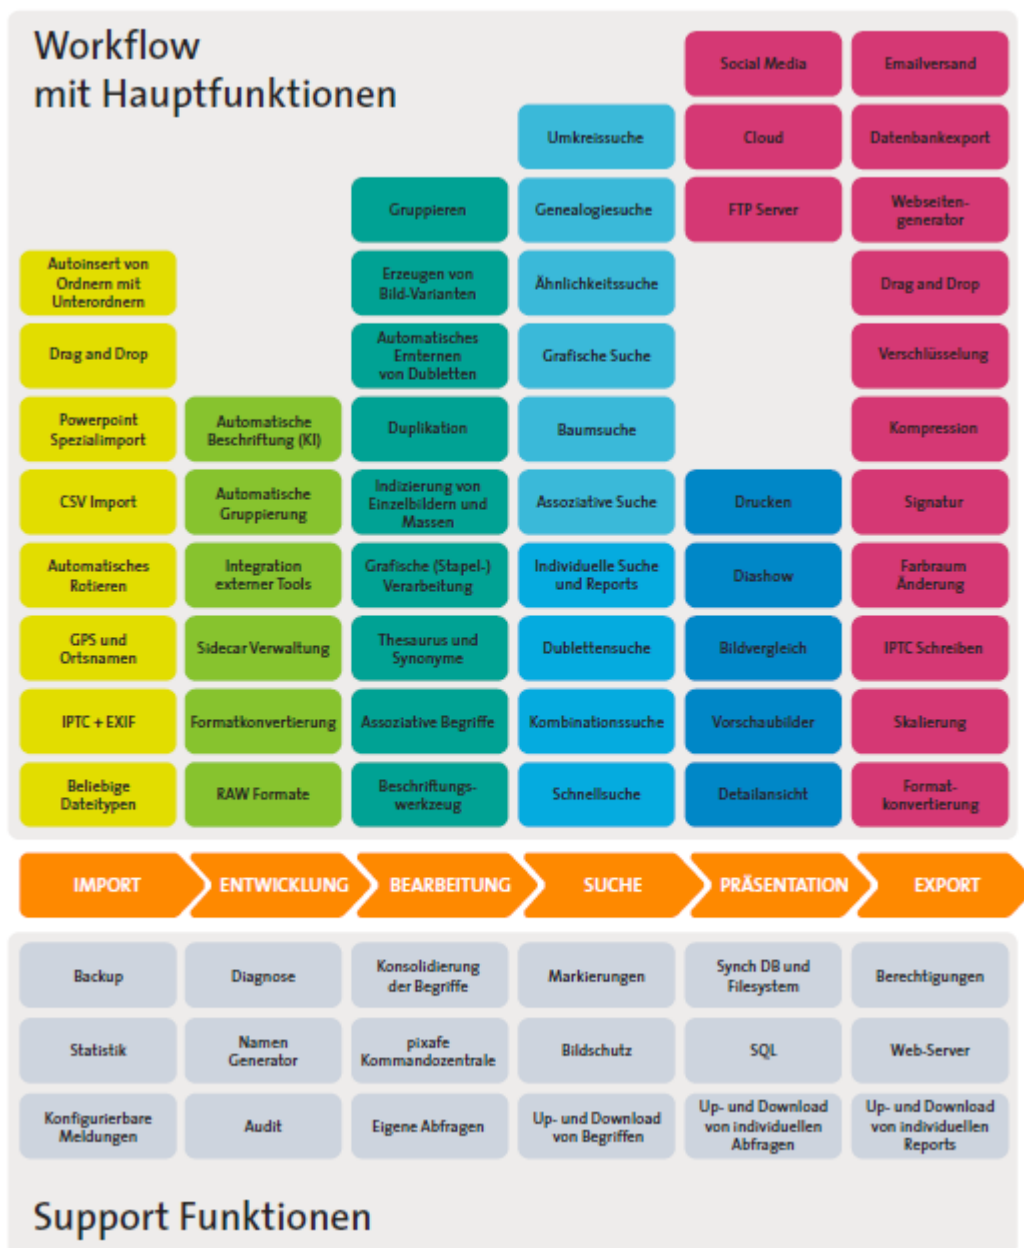 Workflow
mit Hauptfunktionen
Social Media
Emailversand
Umkreissuche
Cloud
Datenbankexport
Gruppieren
Genealogiesuche
FTP Server
Webseiten-
generator
Autoinsert von
Ordnern mit
Unterordnern
Erzeugen von
Bild-Varianten
Ähnlichkeitssuche
Drag and Drop
Drag and Drop
Automatisches
Ernternen
von Dubletten
Grafische Suche
Verschlüsselung
Powerpoint
Spezialimport
Automatische
Beschriftung (KI)
Duplikation
Baumsuche
Kompression
CSV Import
Automatische
Gruppierung
Indizierung von
Einzelbildern und
Massen
Assoziative Suche
Drucken
Signatur
Automatisches
Rotieren
Integration
externer Tools
Grafische (Stapel-)
Verarbeitung
Individuelle Suche
und Reports
Diashow
Farbraum
Änderung
GPS und
Ortsnamen
Sidecar Verwaltung
Thesaurus und
Synonyme
Dublettensuche
Bildvergleich
IPTC Schreiben
IPTC + EXIF
Formatkonvertierung
Assoziative Begriffe
Kombinationssuche
Vorschaubilder
Skalierung
Beliebige
Dateitypen
RAW Formate
Beschriftungs-
werkzeug
Schnellsuche
Detailansicht
Format-
konvertierung
IMPORT
ENTWICKLUNG
BEARBEITUNG
SUCHE
PRÄSENTATION
EXPORT
Backup
Diagnose
Konsolidierung
der Begriffe
Markierungen
Synch DB und
Filesystem
Berechtigungen
Statistik
Namen
Generator
pixafe
Kommandozentrale
Bildschutz
SQL
Web-Server
Konfigurierbare
Meldungen
Audit
Eigene Abfragen
Up- und Download
von Begriffen
Up- und Download
von individuellen
Abfragen
Up- und Download
von individuellen
Reports
Support Funktionen